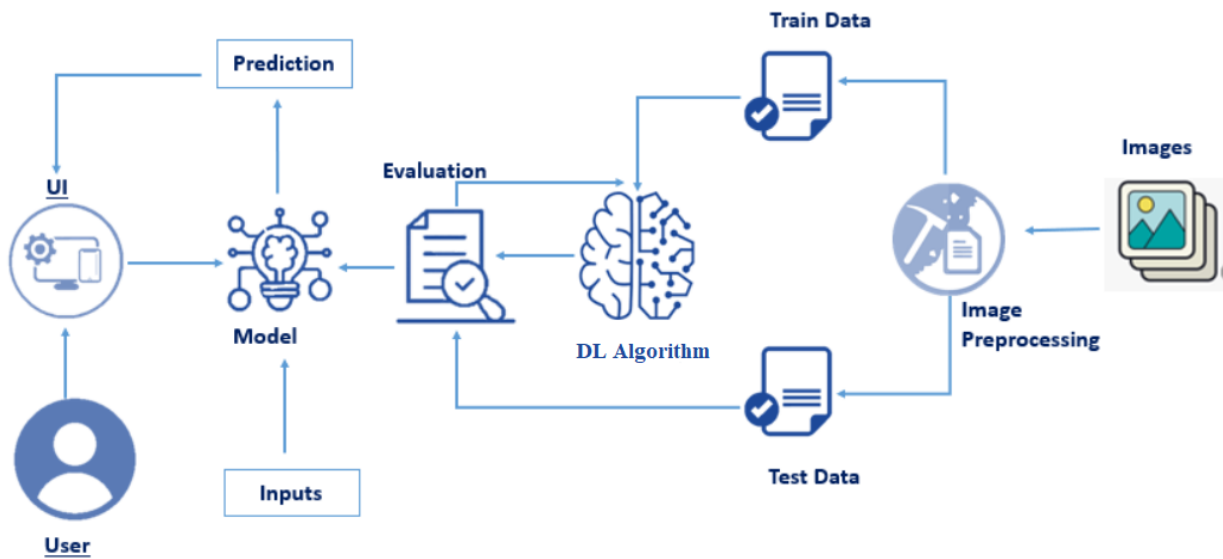 Train Data
Prediction
Images
Evaluation
UI
Image
Preprocessing
Model
DL Algorithm
Test Data
Inputs
User